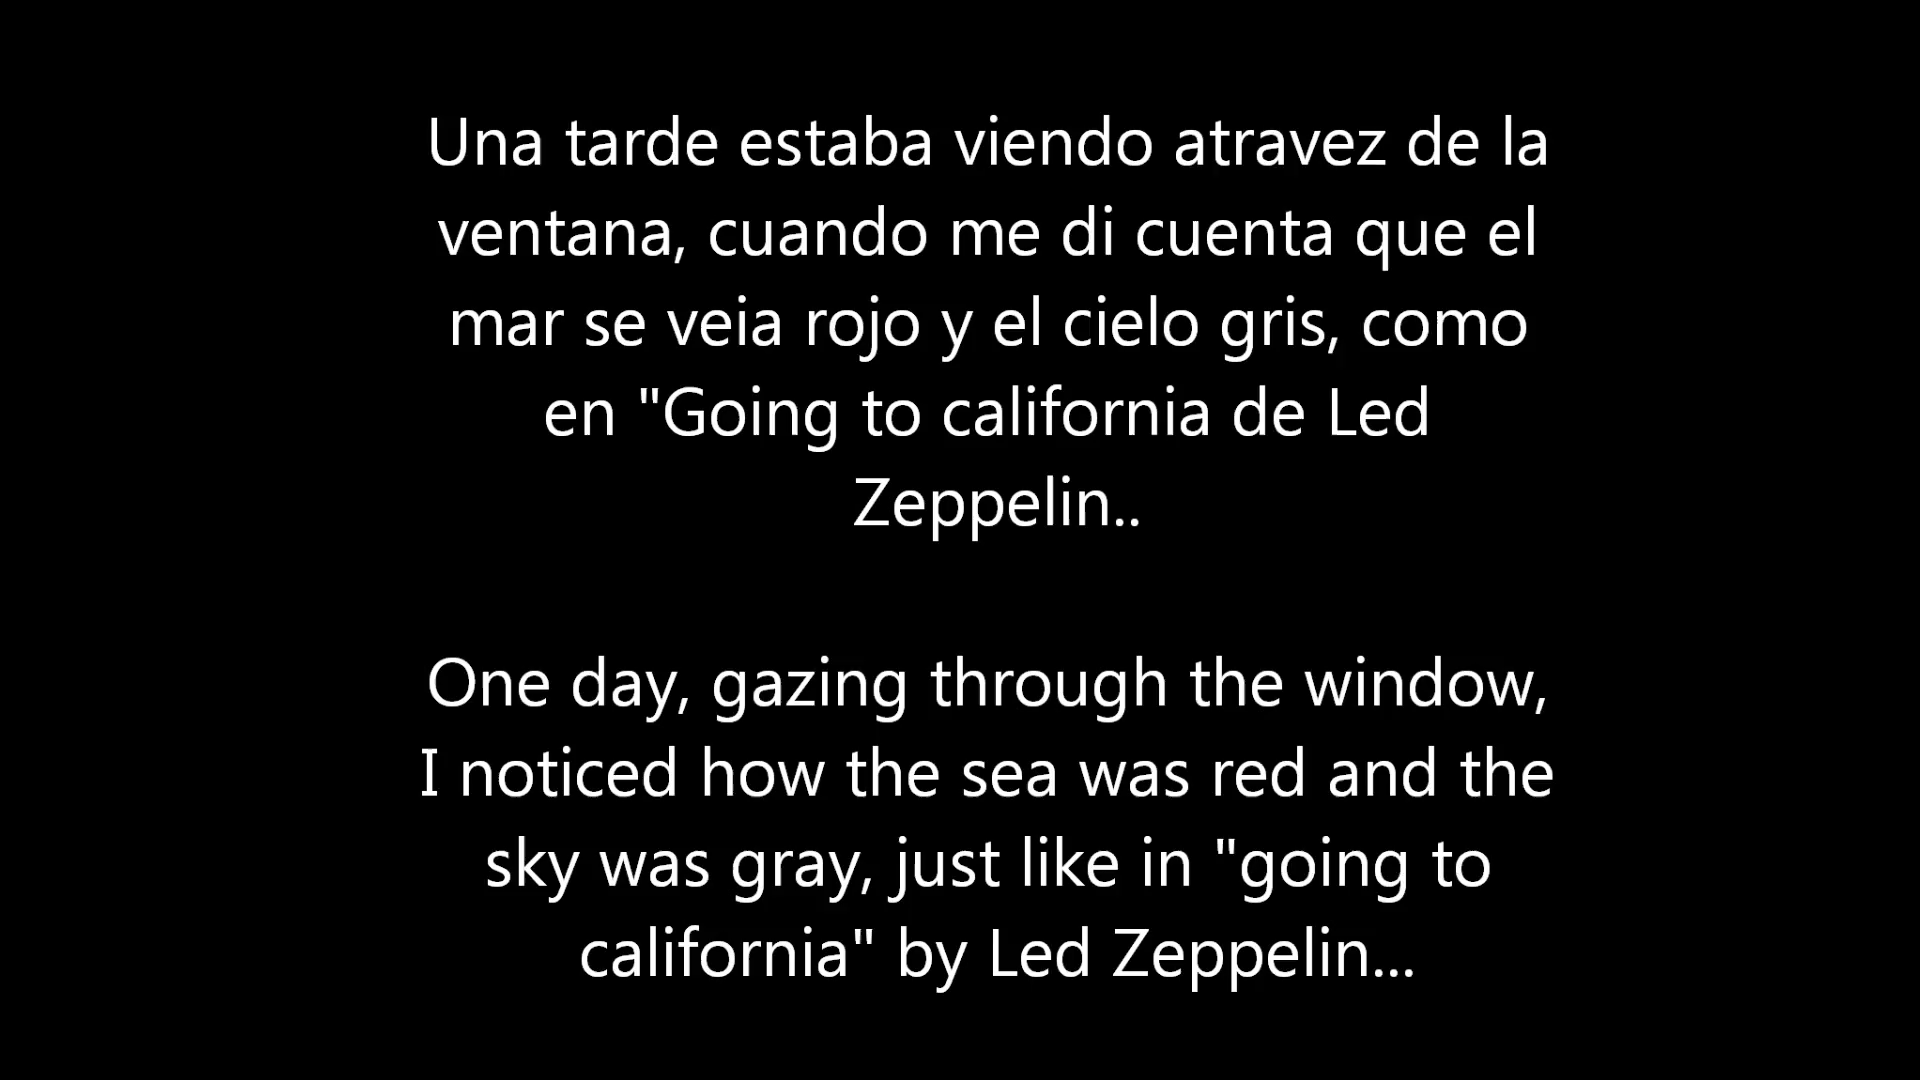 Una tarde estaba viendo atravez de la
ventana, cuando me di cuenta que el
mar se veia rojo y el cielo gris, como
en "Going to california de Led
Zeppelin..
One day, gazing through the window,
I noticed how the sea was red and the
sky was gray, just like in "going to
california" by Led Zeppelin...